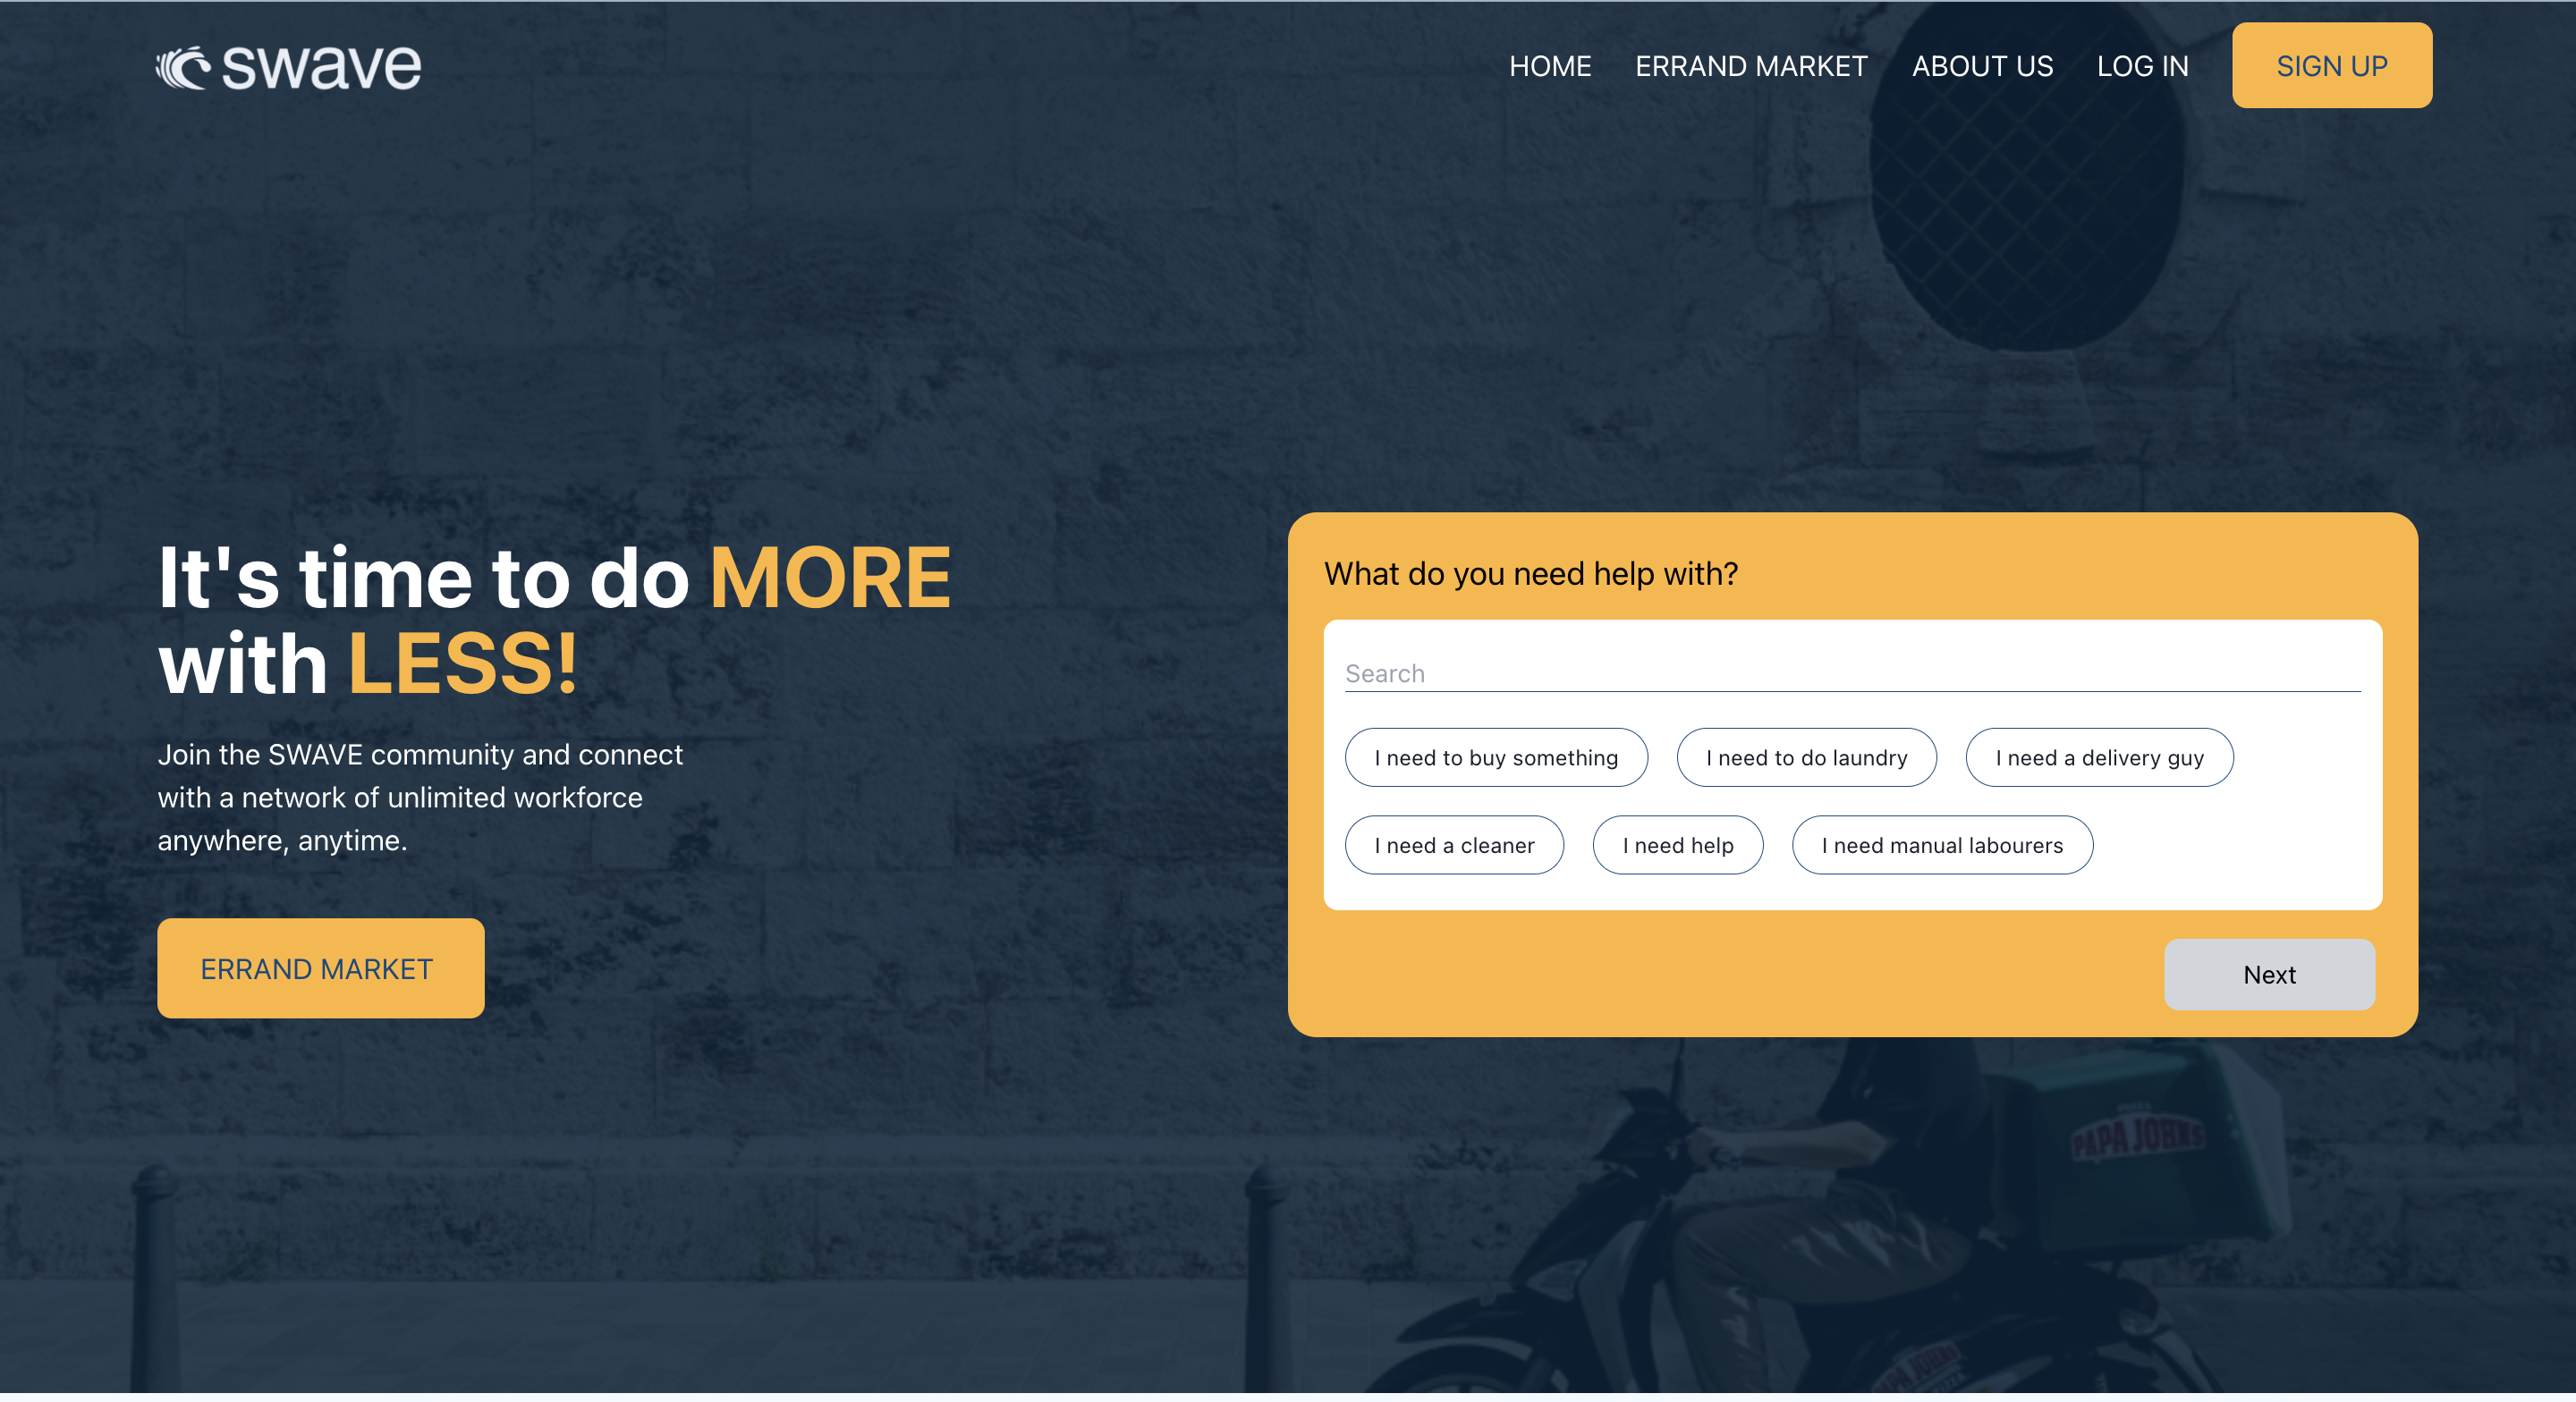 swave
HOME ERRAND MARKET ABOUT US LOG IN SIGN UP
It's time to do MORE
with LESS!
Join the SWAVE community and connect
with a network of unlimited workforce
anywhere, anytime.
ERRAND MARKET
What do you need help with?
Search
I need to buy something I need to do laundry I need a delivery guy
I need a cleaner I need help I need manual labourers
Next
PAPA JOHNS
PAPA JOHNS